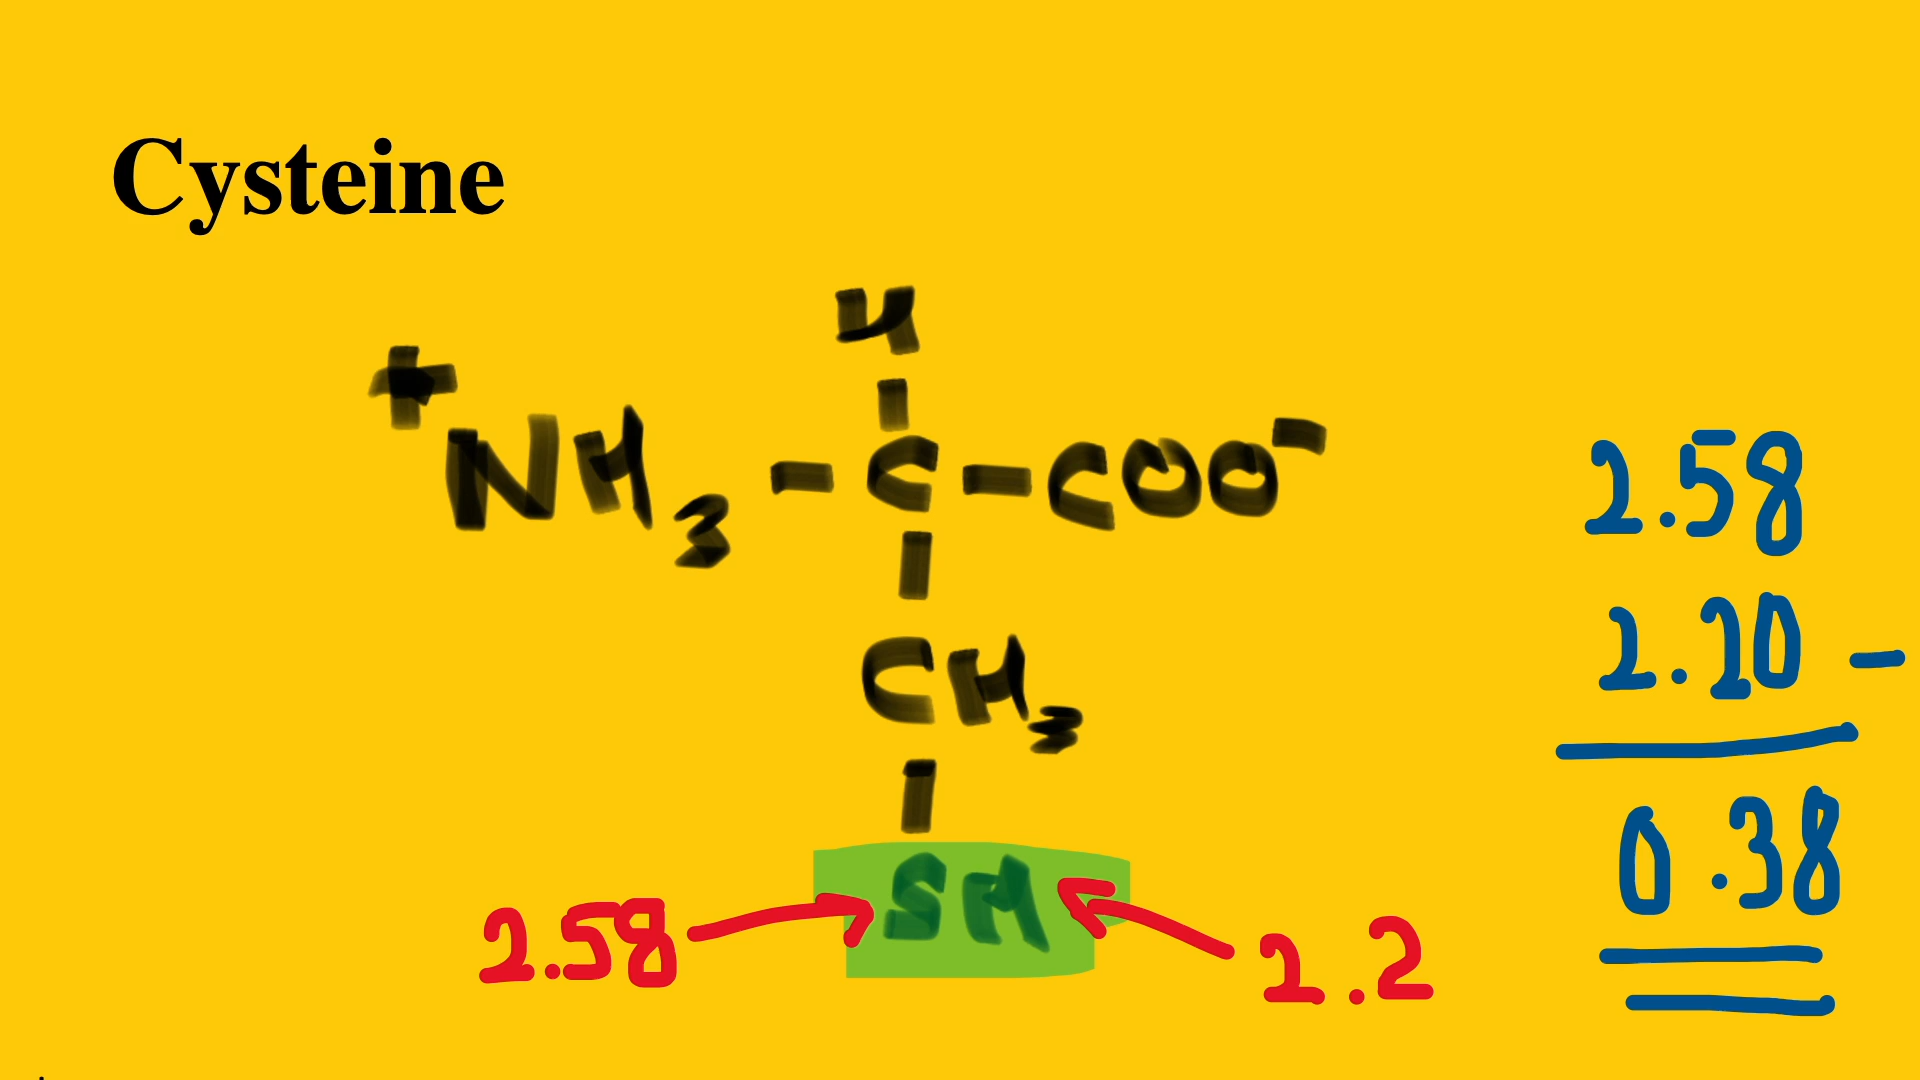 Cysteine
H
+NH3 - C - COO-
CH3
SH
2.58
2.2
2.58
2.20 -
0.38